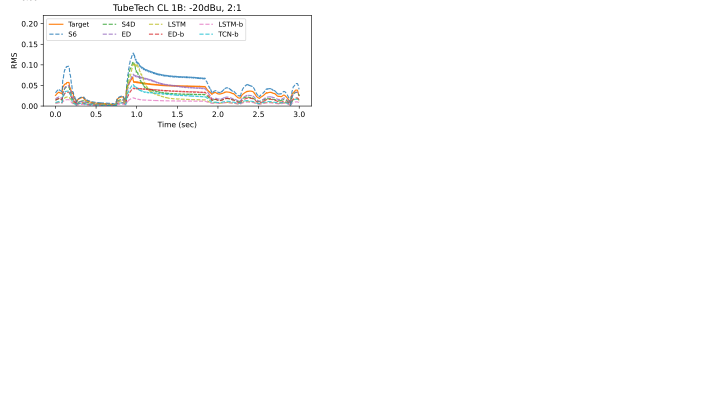 TubeTech CL 1B: -20dBu, 2:1
RMS
0.20
0.15
0.10
0.05
0.00
Target S4D LSTM LSTM-b
S6 ED ED-b TCN-b
0.0 0.5 1.0 1.5 2.0 2.5 3.0
Time (sec)